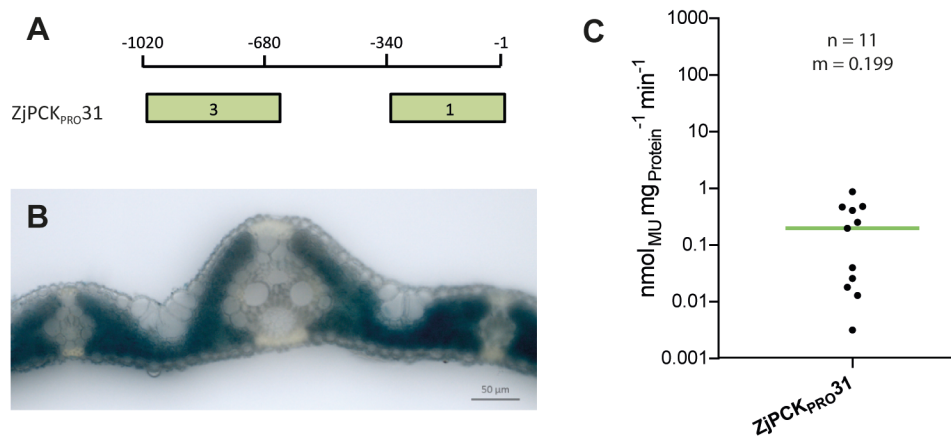 A
-1020 -680 -340 -1
ZjPCKPRO31 3 1
B
50 µm
C
1000
100
10
1
0.1
0.01
0.001
nmolMU mgProtein-1 min-1
n = 11
m = 0.199
ZjPCKPRO31